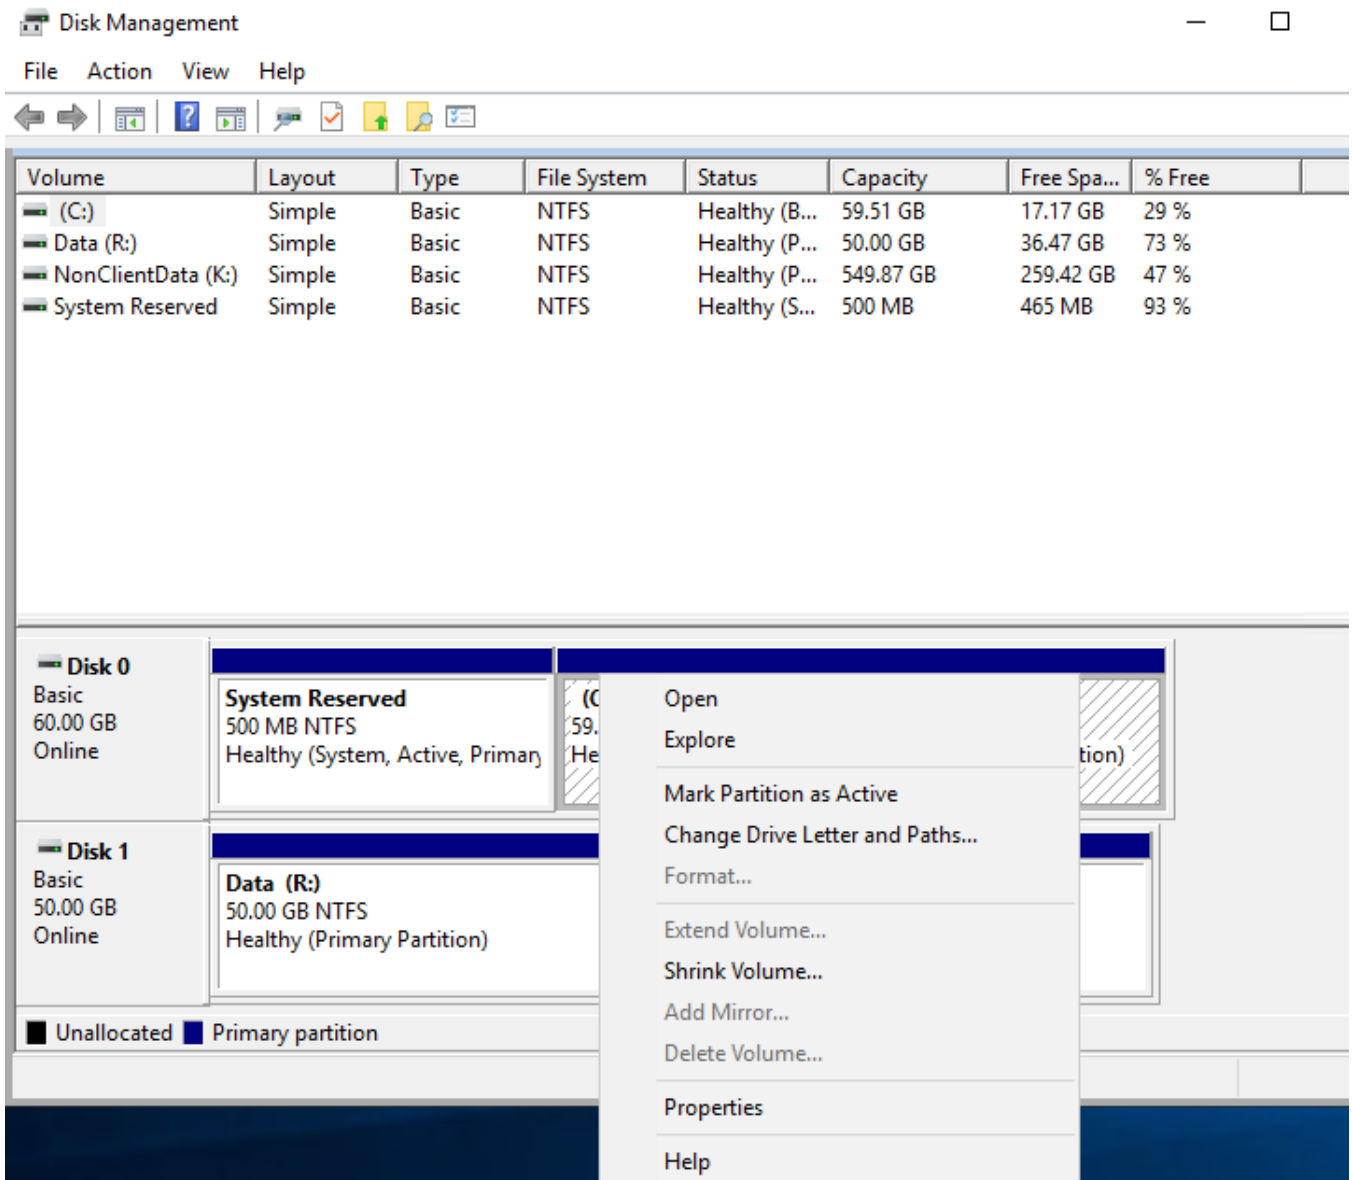 Disk Management
File Action View Help
Volume Layout Type File System Status Capacity Free Spa... % Free
(C:) Simple Basic NTFS Healthy (B... 59.51 GB 17.17 GB 29 %
Data (R:) Simple Basic NTFS Healthy (P... 50.00 GB 36.47 GB 73 %
NonClientData (K:) Simple Basic NTFS Healthy (P... 549.87 GB 259.42 GB 47 %
System Reserved Simple Basic NTFS Healthy (S... 500 MB 465 MB 93 %
Disk 0
Basic
60.00 GB
Online
System Reserved
500 MB NTFS
Healthy (System, Active, Primary
(C
59.
He
tion)
Disk 1
Basic
50.00 GB
Online
Data (R:)
50.00 GB NTFS
Healthy (Primary Partition)
Unallocated Primary partition
Open
Explore
Mark Partition as Active
Change Drive Letter and Paths...
Format...
Extend Volume...
Shrink Volume...
Add Mirror...
Delete Volume...
Properties
Help